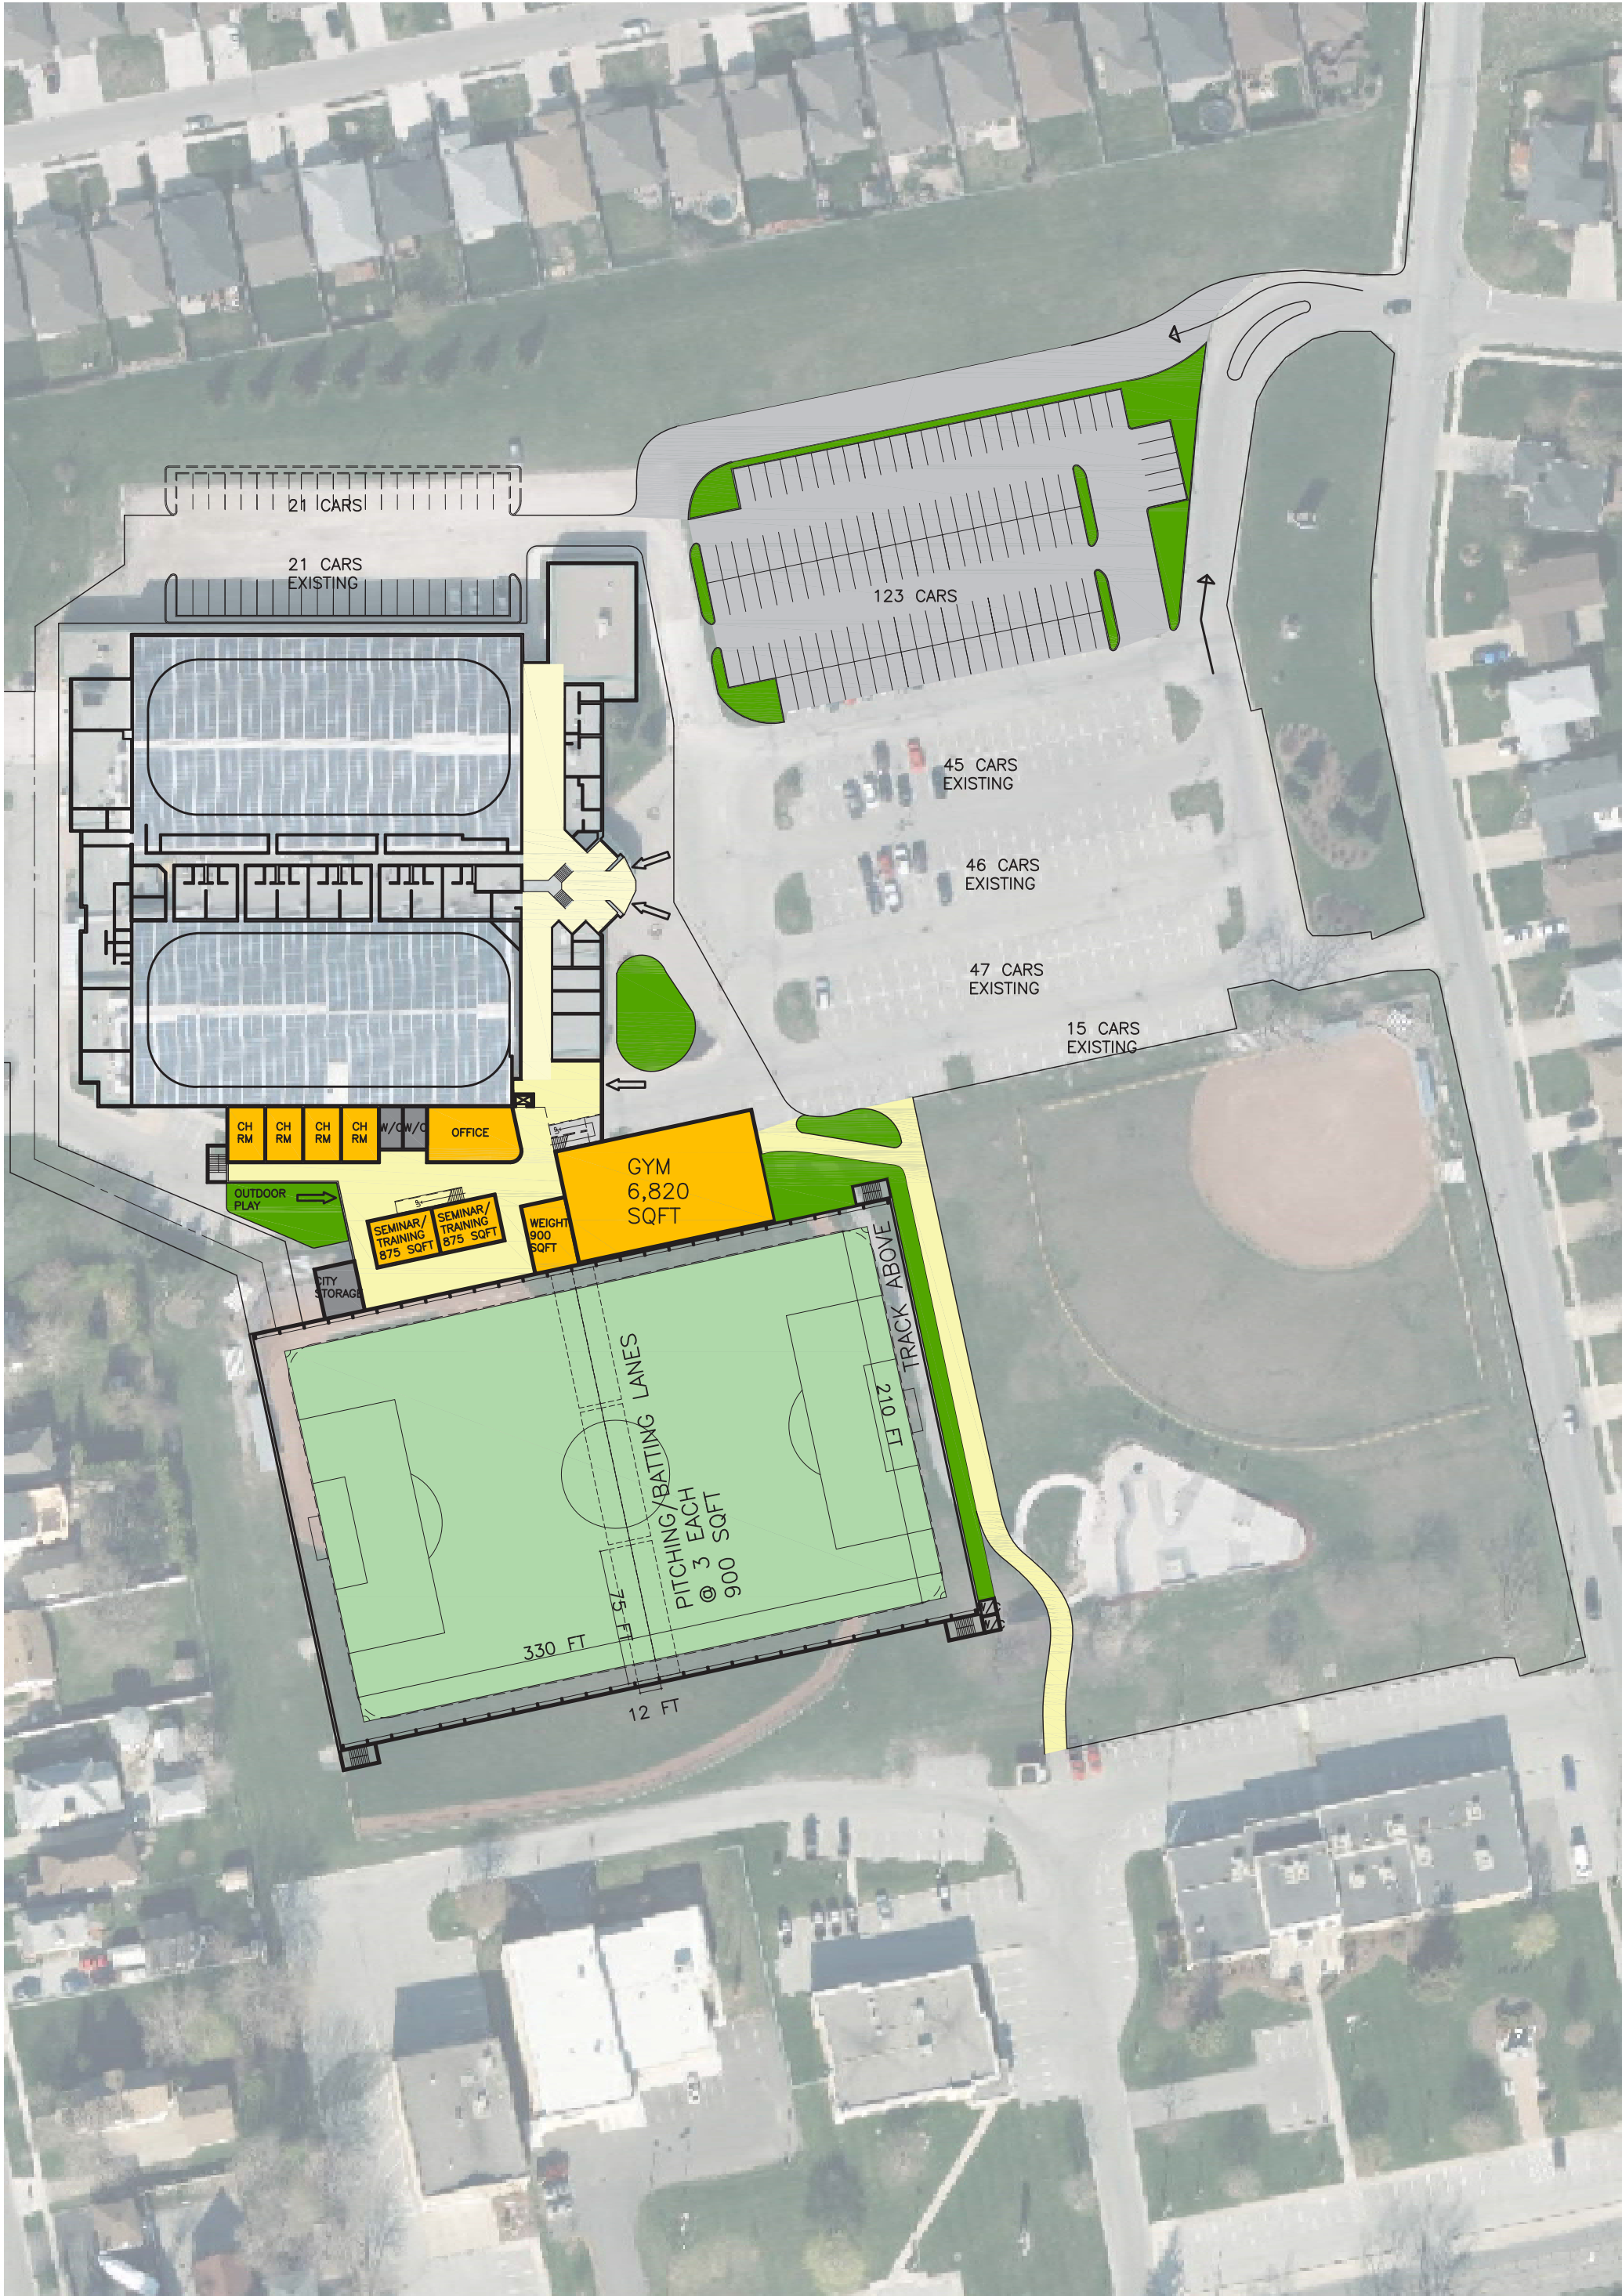 21 CARS
21 CARS
EXISTING
123 CARS
45 CARS
EXISTING
46 CARS
EXISTING
47 CARS
EXISTING
15 CARS
EXISTING
CH
RM
CH
RM
CH
RM
CH
RM
W/C
W/C
OFFICE
GYM
6,820
SQFT
OUTDOOR
PLAY
SEMINAR/
TRAINING
875 SQFT
SEMINAR/
TRAINING
875 SQFT
WEIGHT
900
SQFT
CITY
STORAGE
TRACK ABOVE
210 FT
PITCHING/BATTING LANES
@ 3 EACH
900 SQFT
75 FT
330 FT
12 FT
W/C
W/C